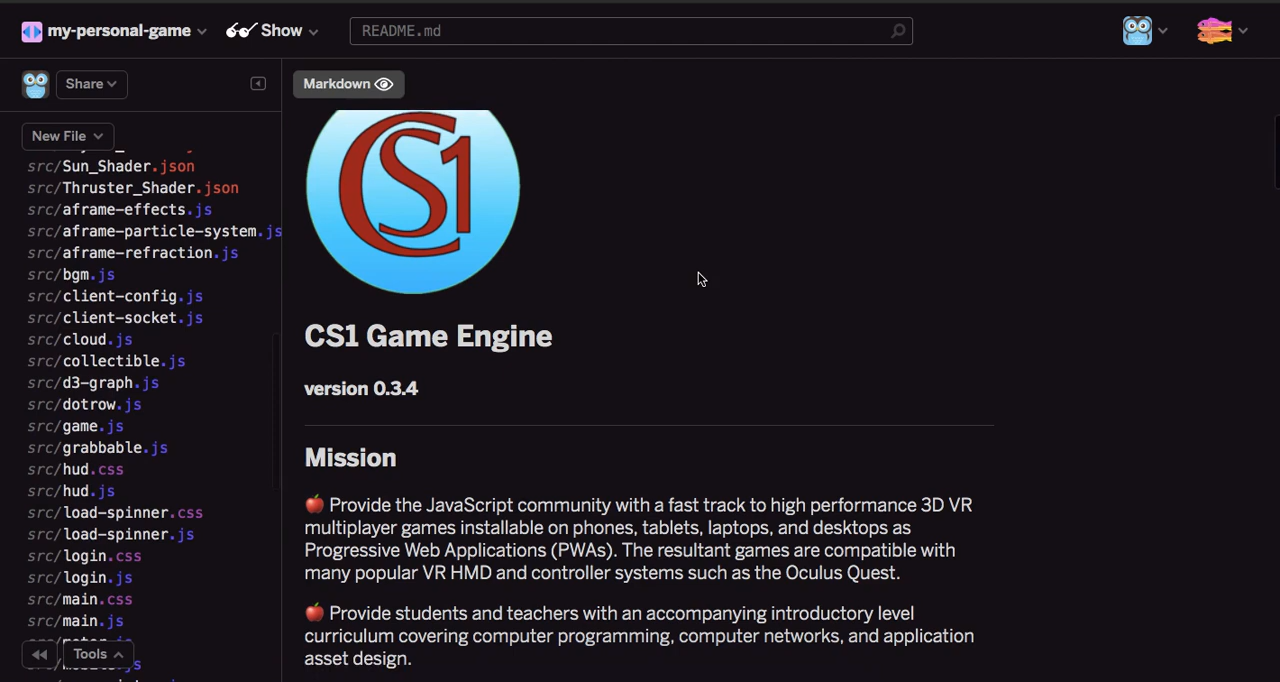 my-personal-game
Show
README.md
Share
Markdown
New File
src/Sun_Shader.json
src/Thruster_Shader.json
src/aframe-effects.js
src/aframe-particle-system.js
src/aframe-refraction.js
src/bgm.js
src/client-config.js
src/client-socket.js
src/cloud.js
src/collectible.js
src/d3-graph.js
src/dotrow.js
src/game.js
src/grabbable.js
src/hud.css
src/hud.js
src/load-spinner.css
src/load-spinner.js
src/login.css
src/login.js
src/main.css
src/main.js
Tools
CS1
CS1 Game Engine
version 0.3.4
Mission
Provide the JavaScript community with a fast track to high performance 3D VR
multiplayer games installable on phones, tablets, laptops, and desktops as
Progressive Web Applications (PWAs). The resultant games are compatible with
many popular VR HMD and controller systems such as the Oculus Quest.
Provide students and teachers with an accompanying introductory level
curriculum covering computer programming, computer networks, and application
asset design.